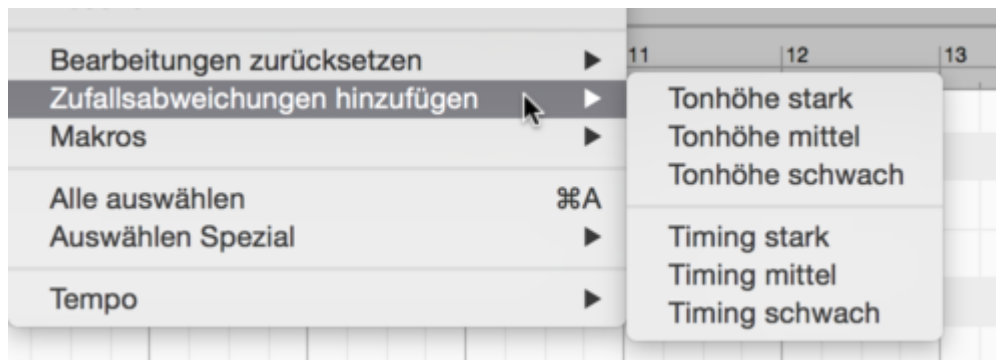 Bearbeitungen zurücksetzen ▶
Zufallsabweichungen hinzufügen ▶
Makros ▶
Alle auswählen ⌘A
Auswählen Spezial ▶
Tempo ▶
11 12 13
Tonhöhe stark
Tonhöhe mittel
Tonhöhe schwach
Timing stark
Timing mittel
Timing schwach